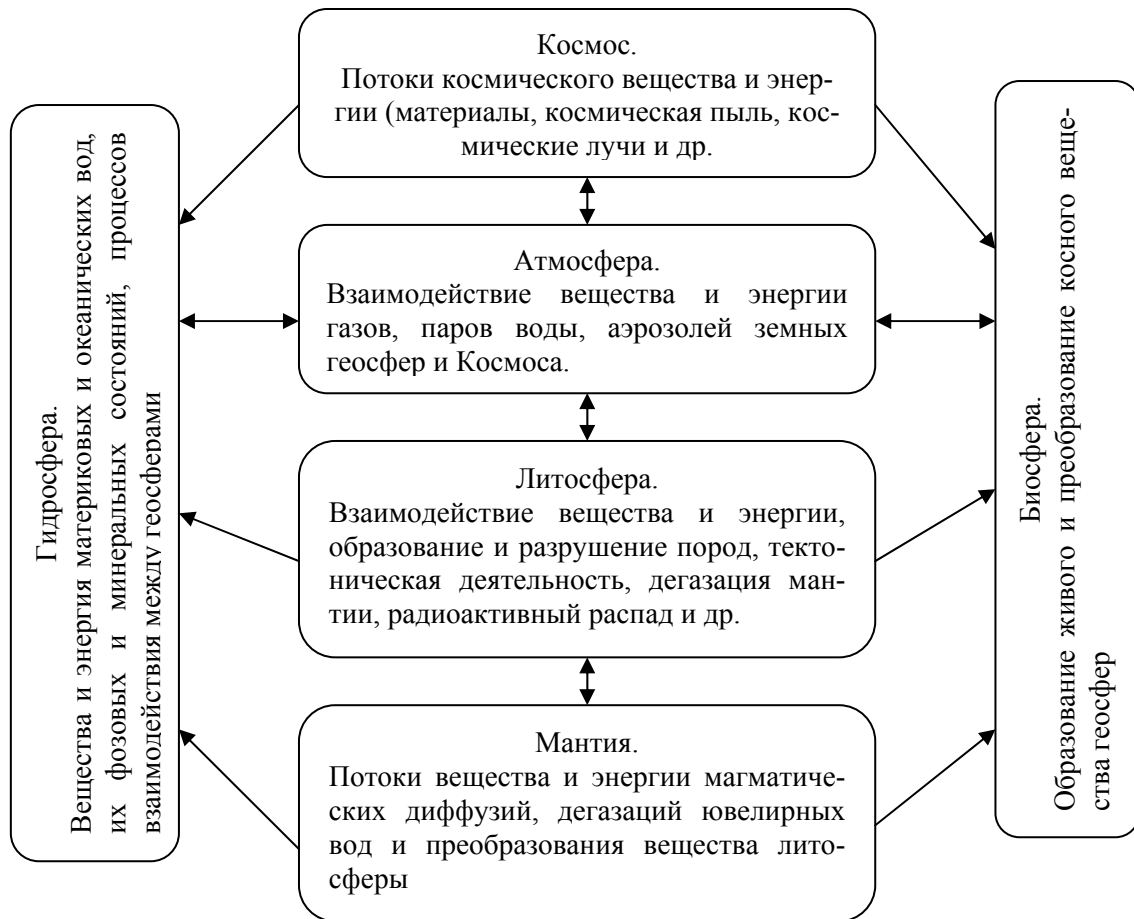 Космос.
Потоки космического вещества и энер-
гии (материалы, космическая пыль, кос-
мические лучи и др.
Гидросфера.
Вещества и энергия материковых и океанических вод,
их фозовых и минеральных состояний, процессов
взаимодействия между геосферами
Атмосфера.
Взаимодействие вещества и энергии
газов, паров воды, аэрозолей земных
геосфер и Космоса.
Литосфера.
Взаимодействие вещества и энергии,
образование и разрушение пород, текто-
ническая деятельность, дегазация ман-
тии, радиоактивный распад и др.
Мантия.
Потоки вещества и энергии магматиче-
ских диффузий, дегазаций ювелирных
вод и преобразования вещества лито-
сферы
Биосфера.
Образование живого и преобразование косного веще-
ства геосфер